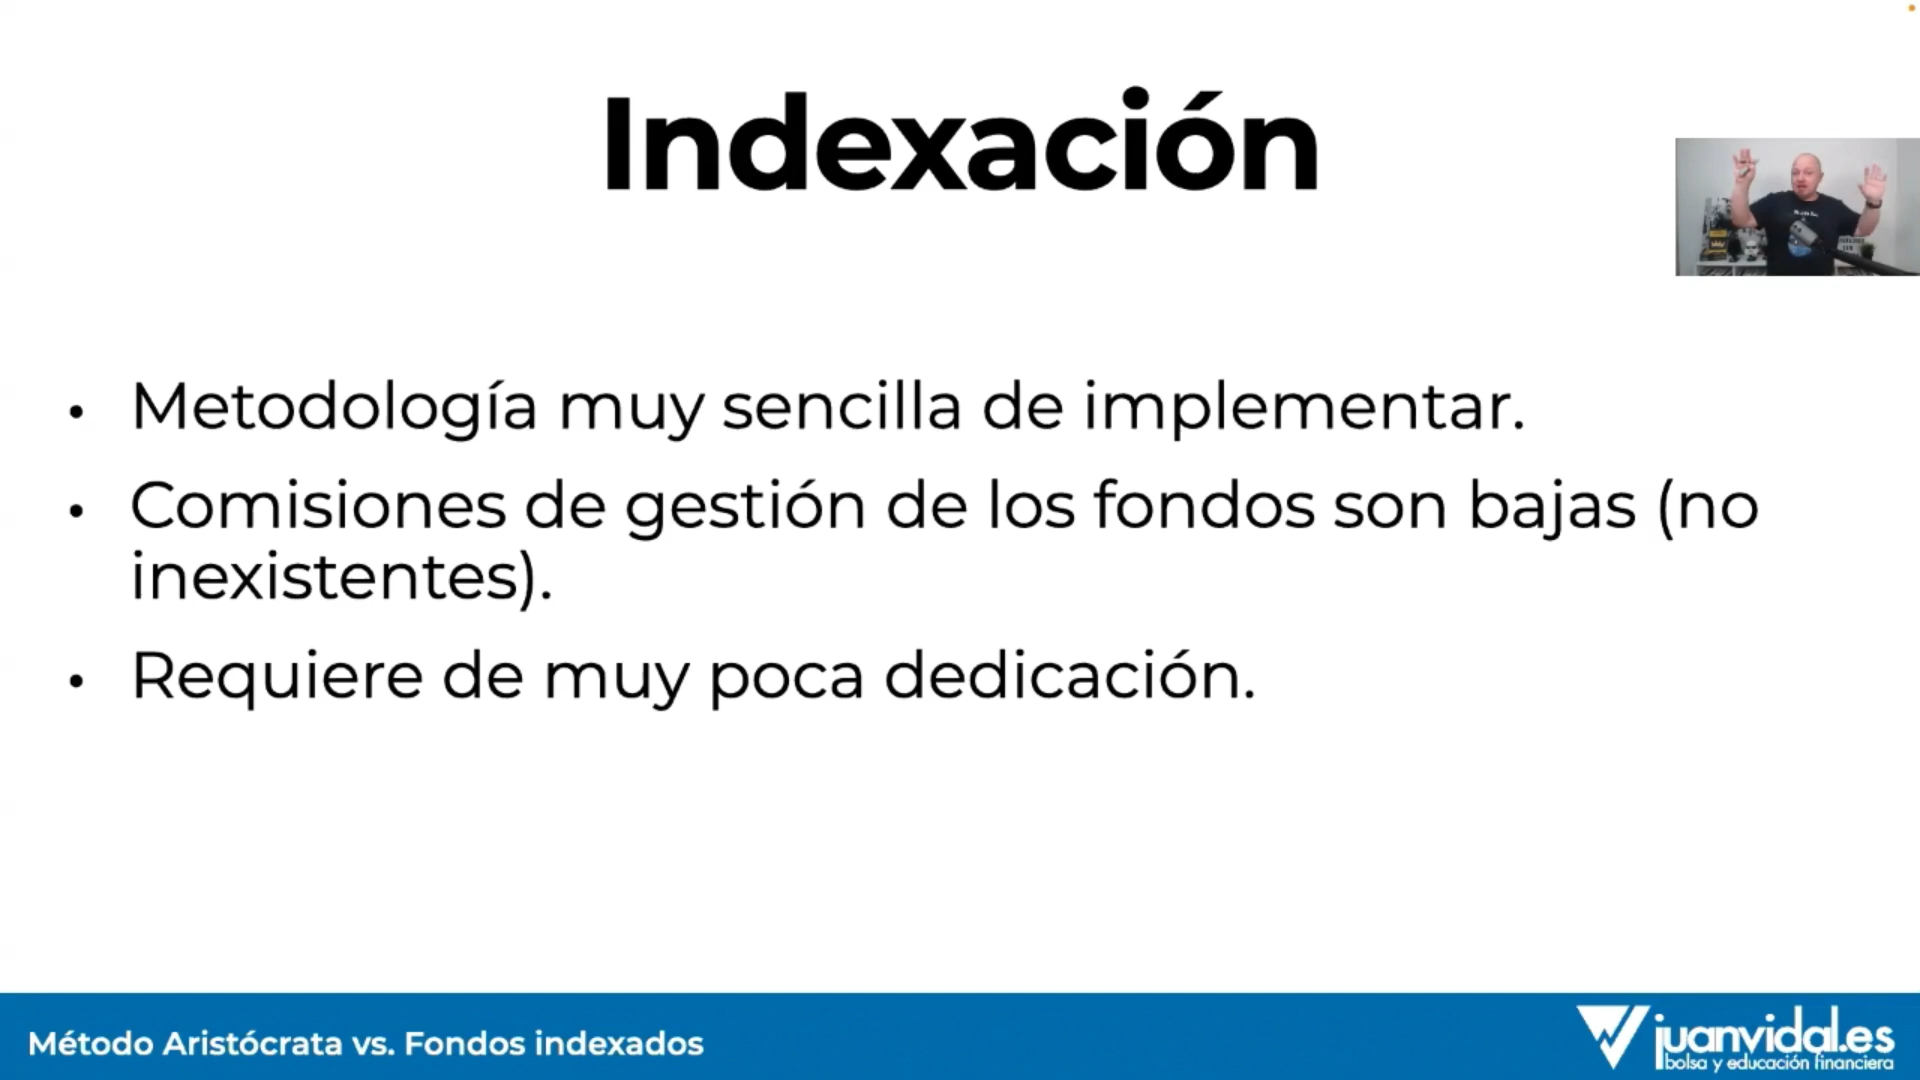 Indexación
• Metodología muy sencilla de implementar.
• Comisiones de gestión de los fondos son bajas (no
inexistentes).
• Requiere de muy poca dedicación.
Método Aristócrata vs. Fondos indexados
juanvidal.es
bolsa y educación financiera